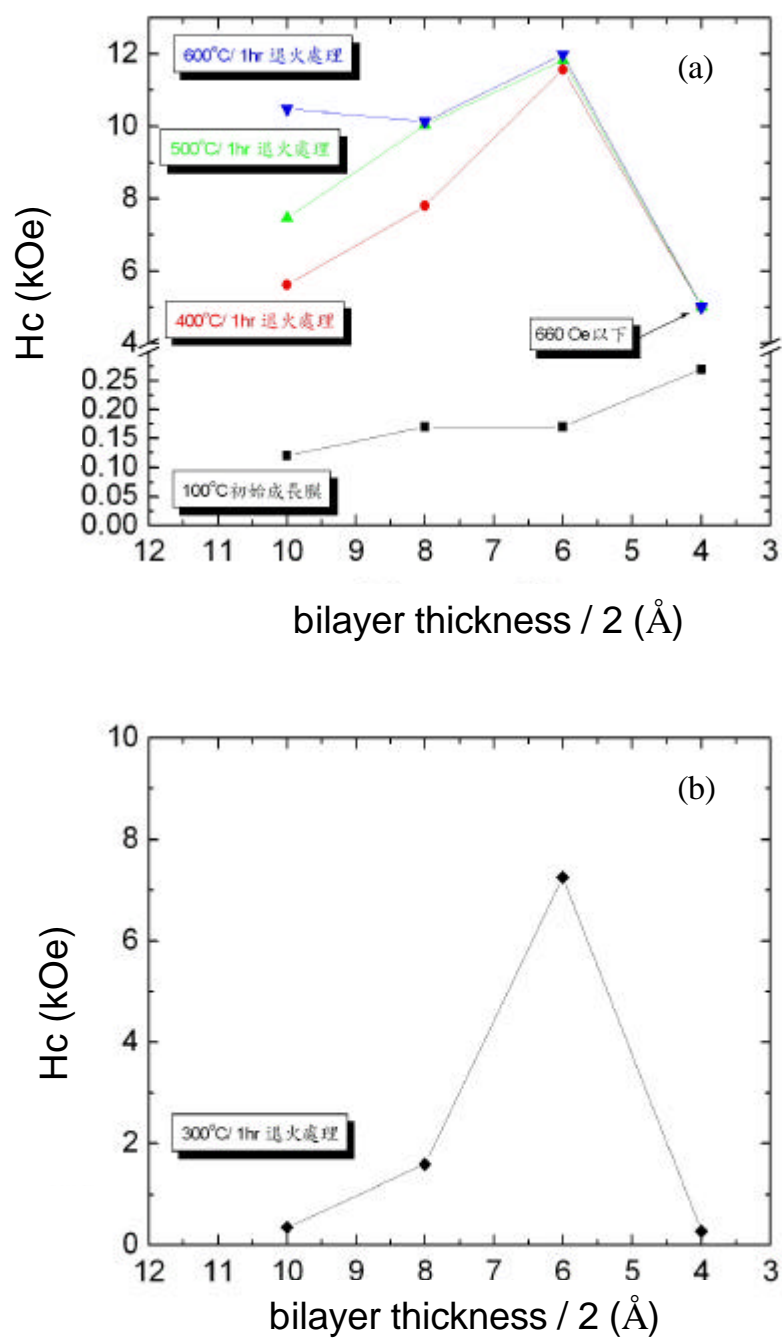 (a)
600°C/ 1hr 退火處理
500°C/ 1hr 退火處理
400°C/ 1hr 退火處理
660 Oe以下
100°C初始成長膜
Hc (kOe)
12
10
8
6
4
0.25
0.20
0.15
0.10
0.05
0.00
12 11 10 9 8 7 6 5 4 3
bilayer thickness / 2 (Å)
(b)
300°C/ 1hr 退火處理
Hc (kOe)
10
8
6
4
2
0
12 11 10 9 8 7 6 5 4 3
bilayer thickness / 2 (Å)